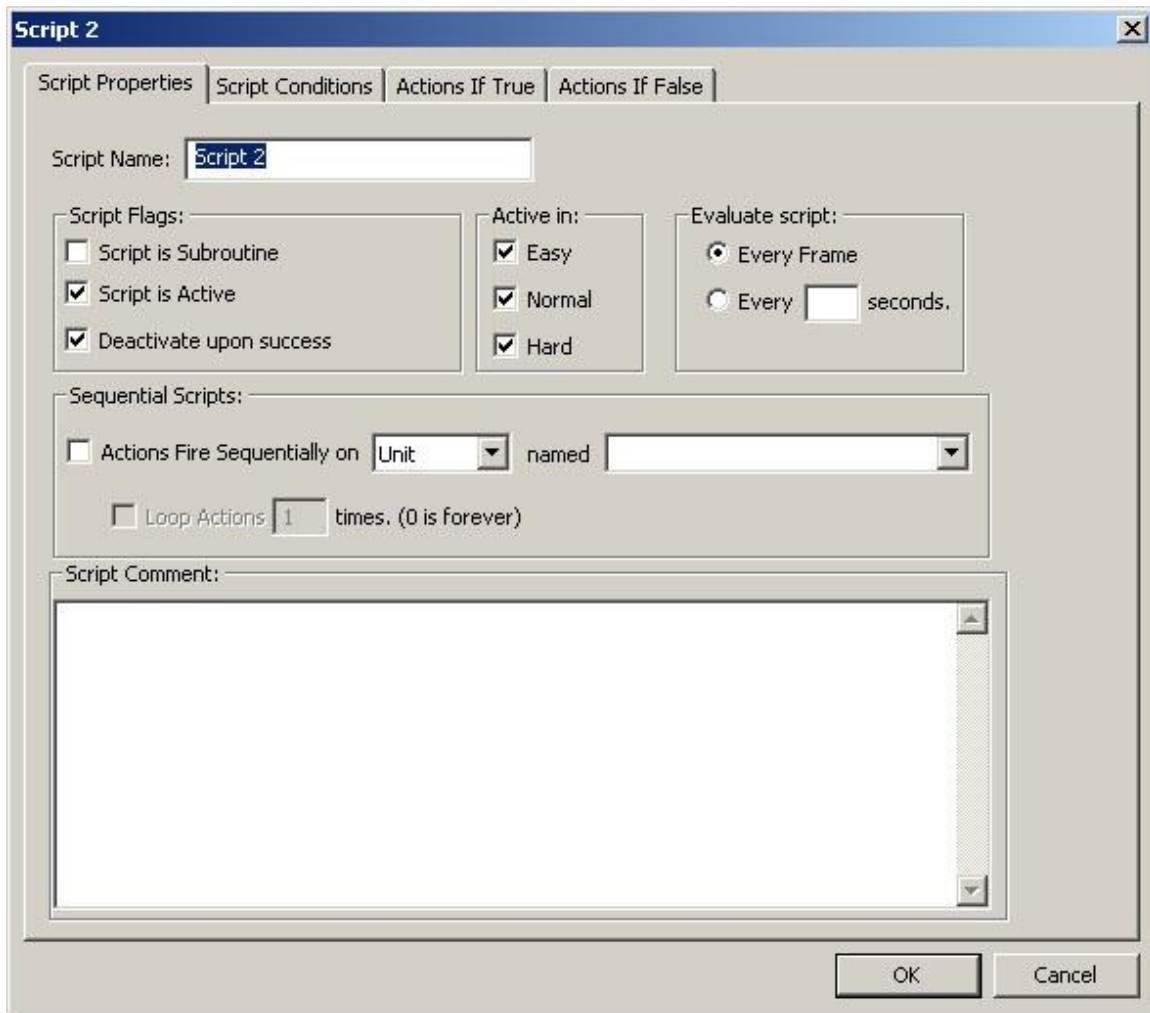 Script 2
Script Properties Script Conditions Actions If True Actions If False
Script Name: Script 2
Script Flags: Active in: Evaluate script:
Script is Subroutine Easy Every Frame
Script is Active Normal Every seconds.
Deactivate upon success Hard
Sequential Scripts:
Actions Fire Sequentially on Unit named
Loop Actions 1 times. (0 is forever)
Script Comment:
OK Cancel